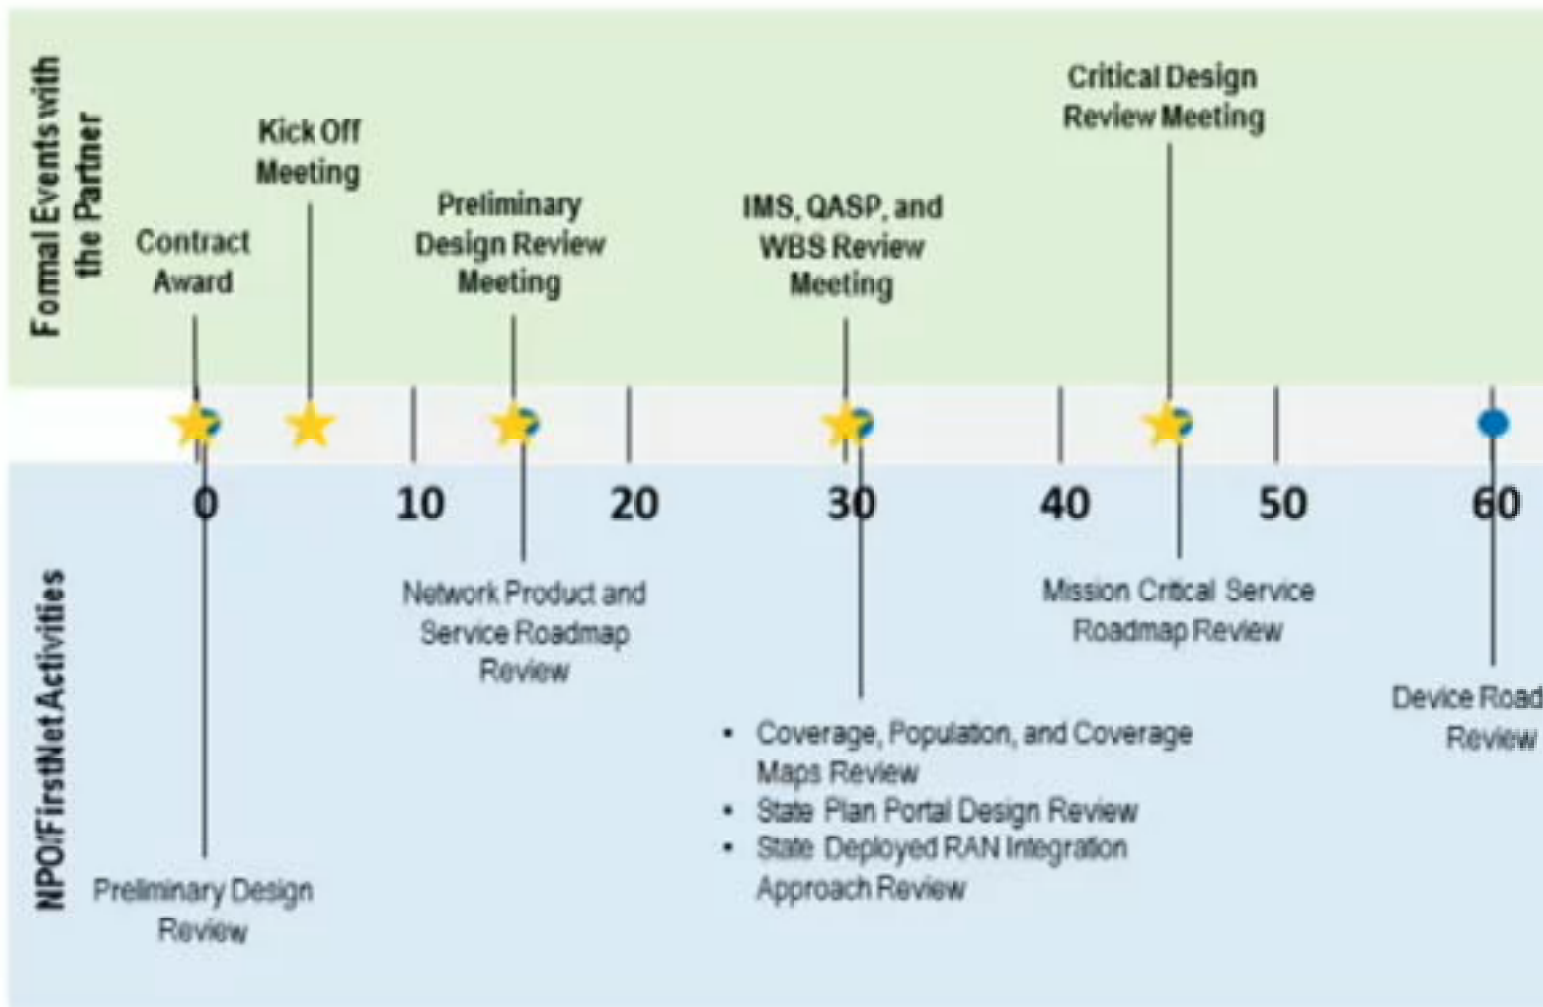 Formal Events with
the Partner
Contract
Award
Kick Off
Meeting
Preliminary
Design Review
Meeting
IMS, QASP, and
WBS Review
Meeting
Critical Design
Review Meeting
0
10
20
30
40
50
60
NPO/FirstNet Activities
Preliminary Design
Review
Network Product and
Service Roadmap
Review
• Coverage, Population, and Coverage
Maps Review
• State Plan Portal Design Review
• State Deployed RAN Integration
Approach Review
Mission Critical Service
Roadmap Review
Device Road
Review